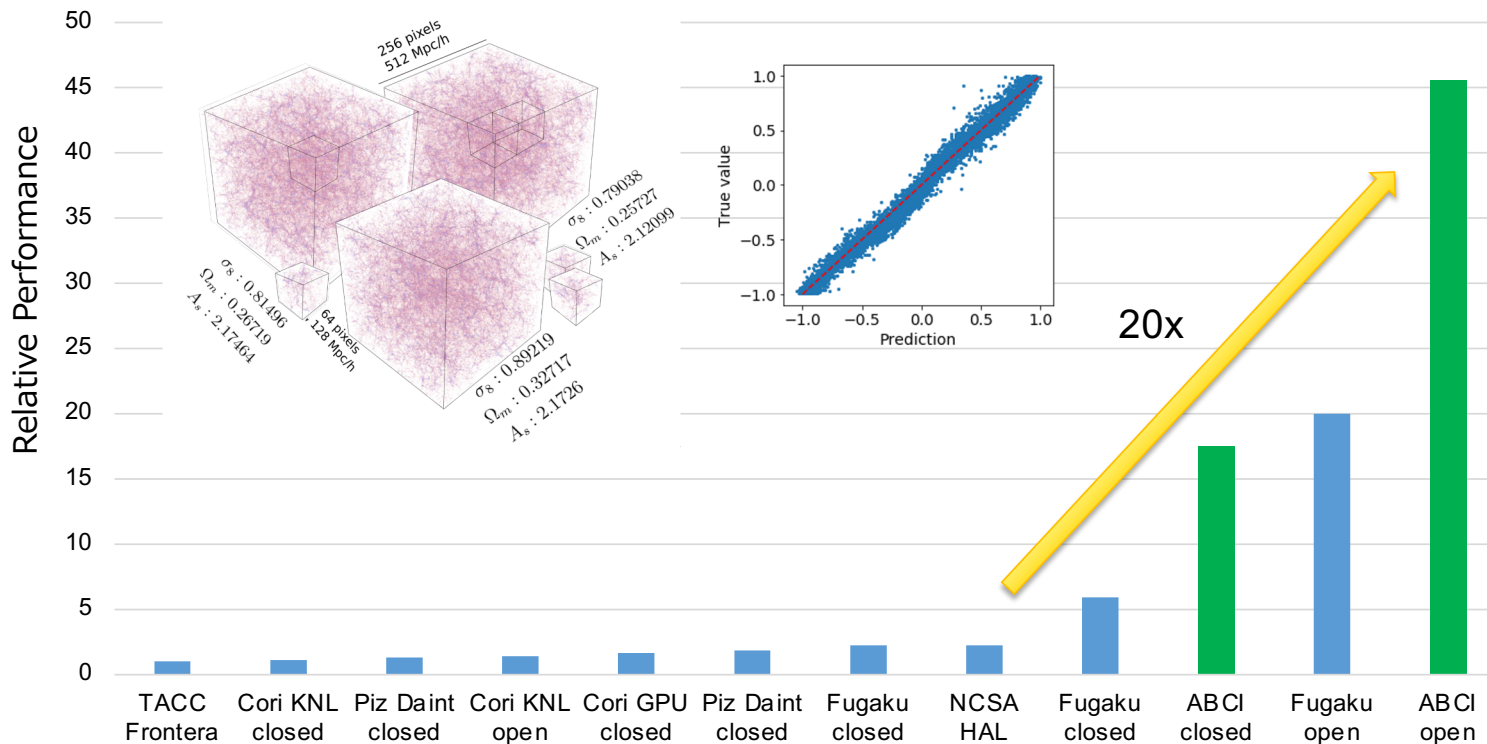 Relative Performance
50
45
40
35
30
25
20
15
10
5
0
256 pixels
512 Mpc/h
σ₈ : 0.79038
Ωₘ : 0.25727
Aₛ : 2.12099
σ₈ : 0.81496
Ωₘ : 0.26719
Aₛ : 2.17464
64 pixels
128 Mpc/h
σ₈ : 0.89219
Ωₘ : 0.32717
Aₛ : 2.1726
True value
1.0
0.5
0.0
−0.5
−1.0
−1.0 −0.5 0.0 0.5 1.0
Prediction
20x
TACC Cori KNL Piz Daint Cori KNL Cori GPU Piz Daint Fugaku NCSA Fugaku ABCI Fugaku ABCI
Frontera closed closed open closed closed closed HAL closed closed open open